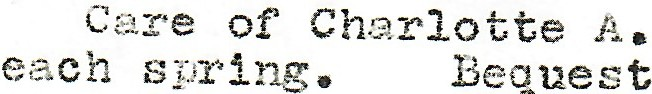 Care of Charlotte A.
each spring. Bequest